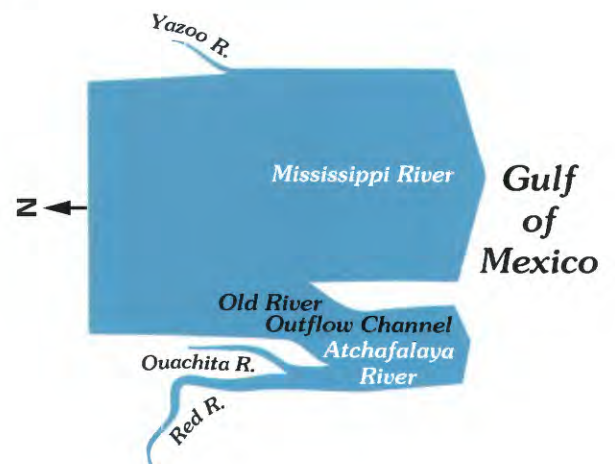 Yazoo R.
Mississippi River
Gulf
of
Mexico
N
Old River
Outflow Channel
Atchafalaya
River
Ouachita R.
Red R.